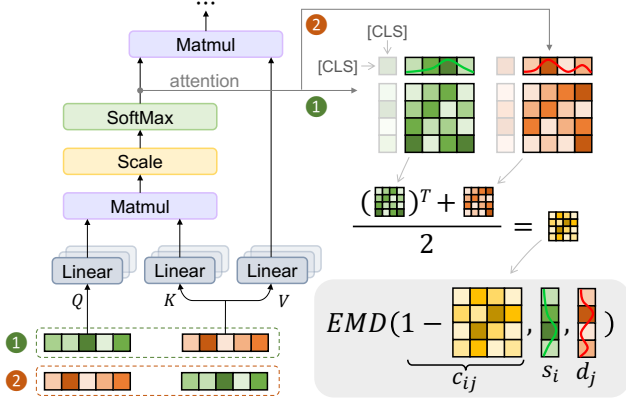 ...
Matmul
2
[CLS]
[CLS]
attention
1
SoftMax
Scale
Matmul
( )ᵀ +
2
=
Linear Linear Linear
Q K V
EMD(1 − , , )
c_ij s_i d_j
1
2